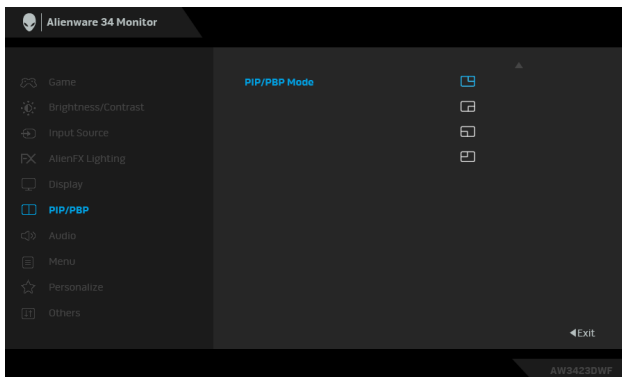 Alienware 34 Monitor
Game
PIP/PBP Mode
Brightness/Contrast
Input Source
AlienFX Lighting
Display
PIP/PBP
Audio
Menu
Personalize
Others
Exit
AW3423DWF